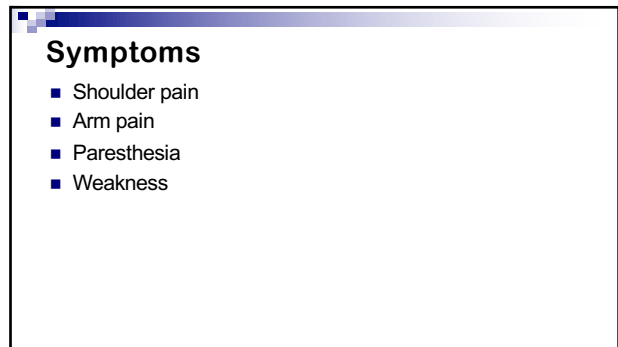 Symptoms
Shoulder pain
Arm pain
Paresthesia
Weakness